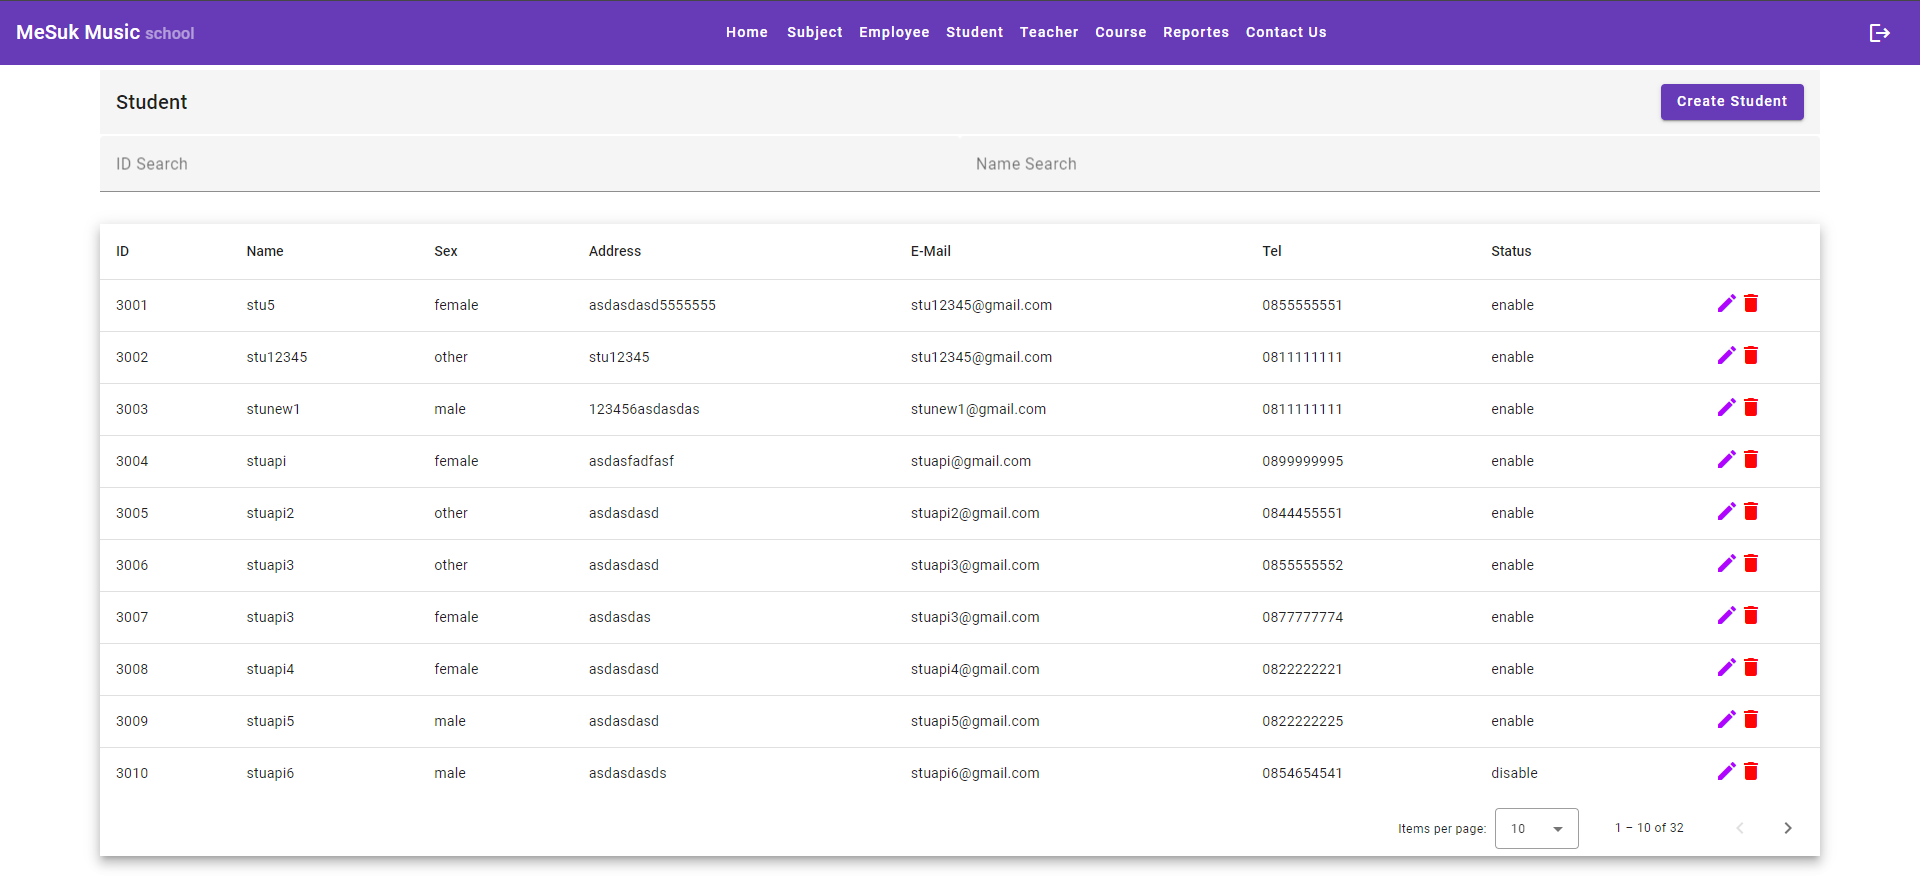 MeSuk Music school Home Subject Employee Student Teacher Course Reportes Contact Us
Student Create Student
ID Search Name Search
ID Name Sex Address E-Mail Tel Status
3001 stu5 female asdasdasd5555555 stu12345@gmail.com 0855555551 enable
3002 stu12345 other stu12345 stu12345@gmail.com 0811111111 enable
3003 stunew1 male 123456asdasdas stunew1@gmail.com 0811111111 enable
3004 stuapi female asdasfadfasf stuapi@gmail.com 0899999995 enable
3005 stuapi2 other asdasdasd stuapi2@gmail.com 0844455551 enable
3006 stuapi3 other asdasdasd stuapi3@gmail.com 0855555552 enable
3007 stuapi3 female asdasdas stuapi3@gmail.com 0877777774 enable
3008 stuapi4 female asdasdasd stuapi4@gmail.com 0822222221 enable
3009 stuapi5 male asdasdasd stuapi5@gmail.com 0822222225 enable
3010 stuapi6 male asdasdasds stuapi6@gmail.com 0854654541 disable
Items per page: 10 1 – 10 of 32